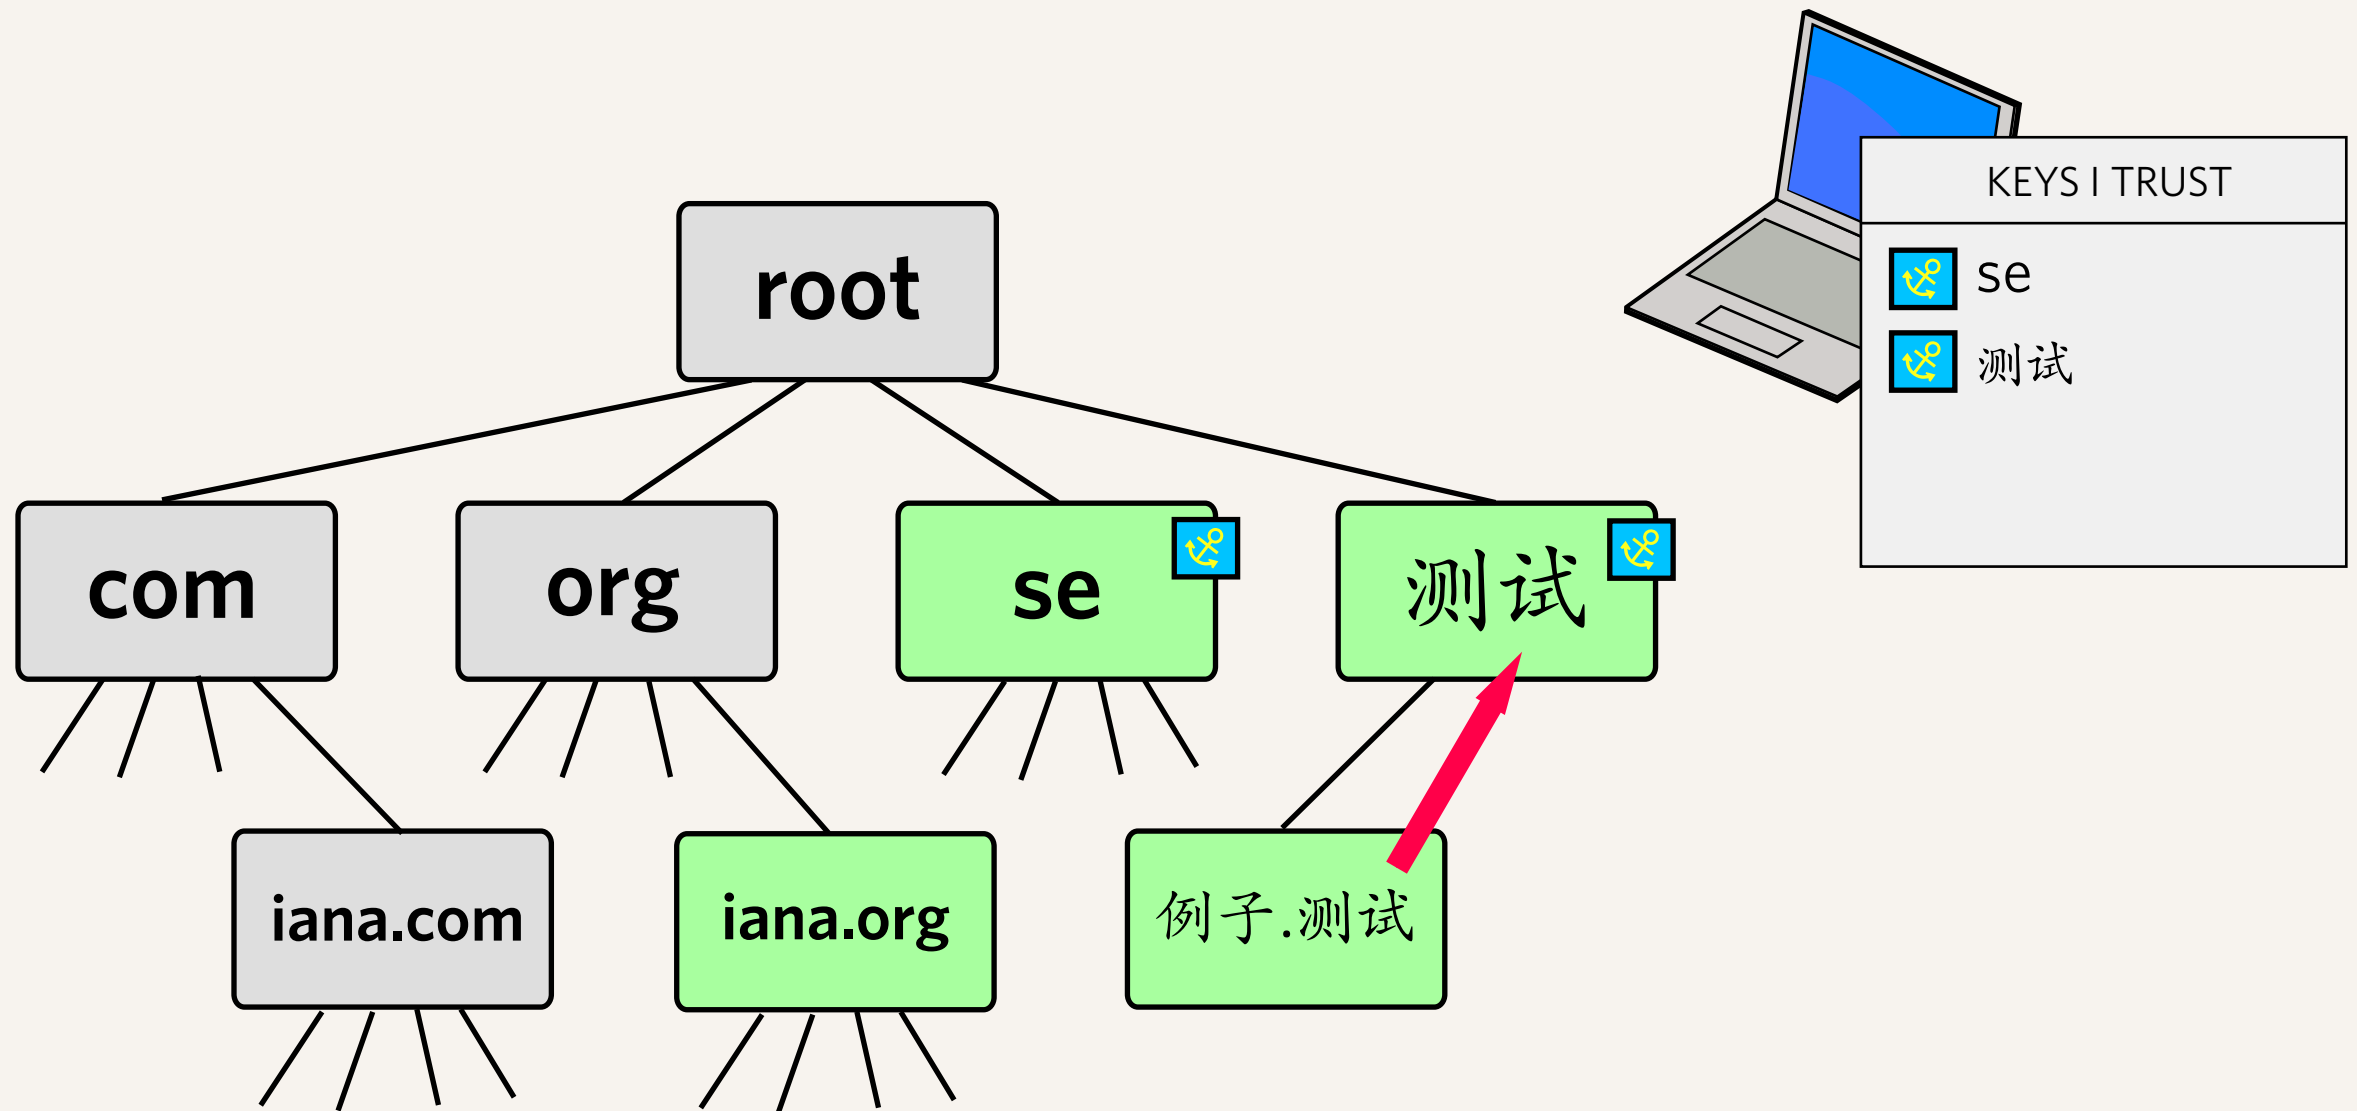 KEYS I TRUST
se
测试
root
com
org
se
测试
iana.com
iana.org
例子.测试